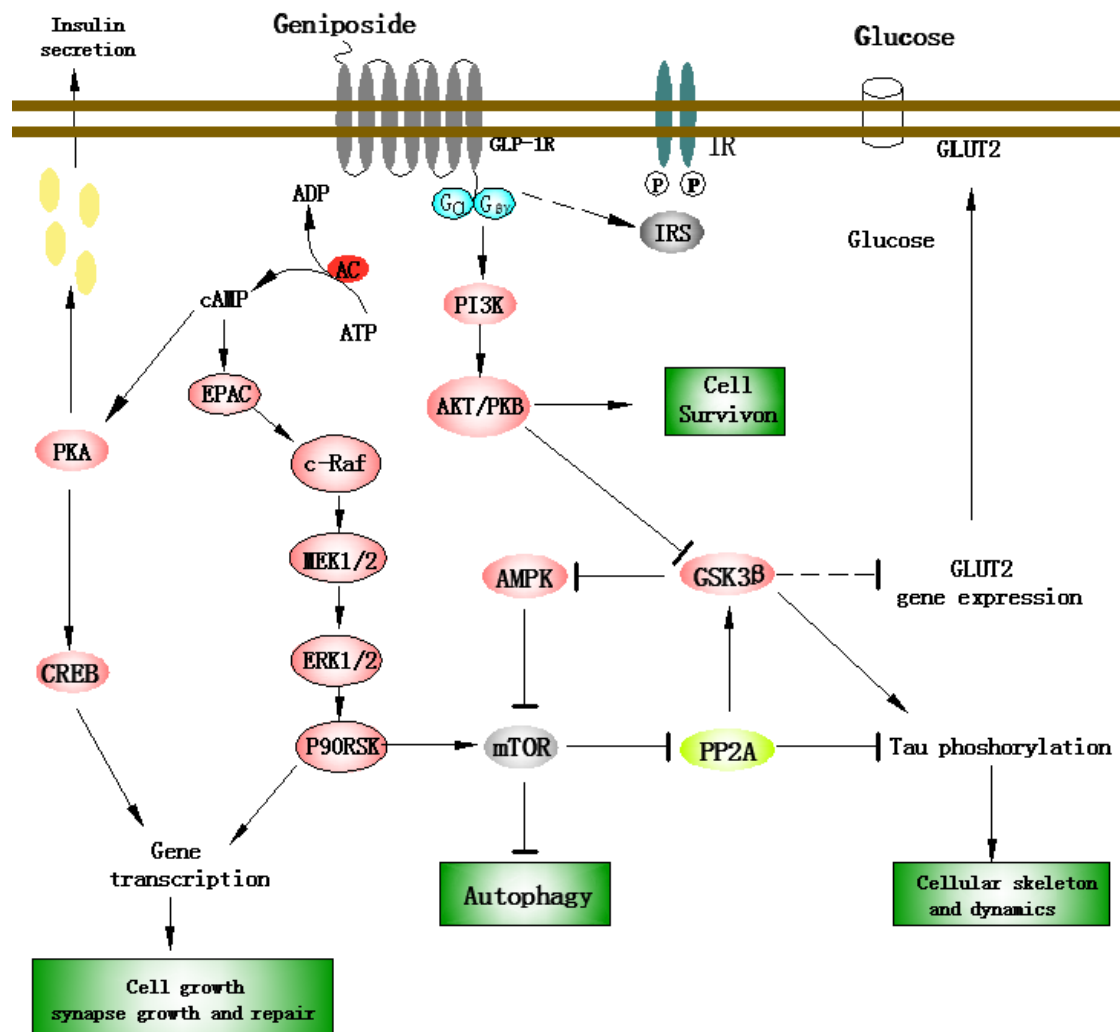 Insulin
secretion
Geniposide
Glucose
GLP-1R
IR
GLUT2
P
P
ADP
Gα
Gβγ
IRS
Glucose
AC
cAMP
ATP
PI3K
EPAC
AKT/PKB
Cell
Survivon
PKA
c-Raf
MEK1/2
AMPK
GSK3β
GLUT2
gene expression
CREB
ERK1/2
P90RSK
mTOR
PP2A
Tau phoshorylation
Gene
transcription
Autophagy
Cellular skeleton
and dynamics
Cell growth
synapse growth and repair